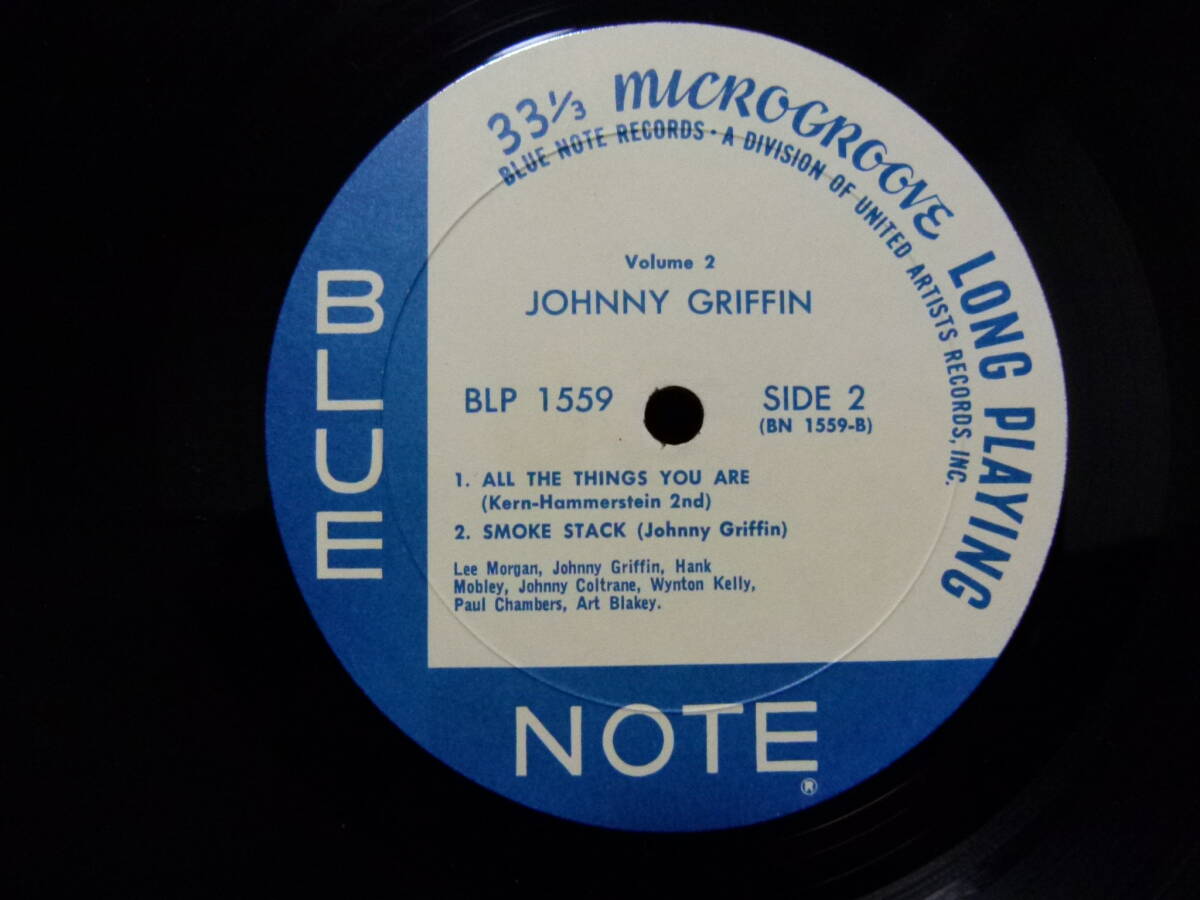 33⅓ MICROGROOVE LONG PLAYING
BLUE NOTE RECORDS • A DIVISION OF UNITED ARTISTS RECORDS, INC.
Volume 2
JOHNNY GRIFFIN
BLP 1559
SIDE 2
(BN 1559-B)
1. ALL THE THINGS YOU ARE
(Kern-Hammerstein 2nd)
2. SMOKE STACK (Johnny Griffin)
Lee Morgan, Johnny Griffin, Hank
Mobley, Johnny Coltrane, Wynton Kelly,
Paul Chambers, Art Blakey.
BLUE
NOTE®